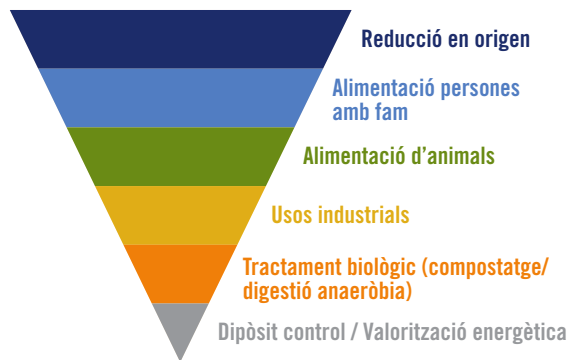 Reducció en origen
Alimentació persones
amb fam
Alimentació d'animals
Usos industrials
Tractament biològic (compostatge/
digestió anaeròbia)
Dipòsit control / Valorització energètica